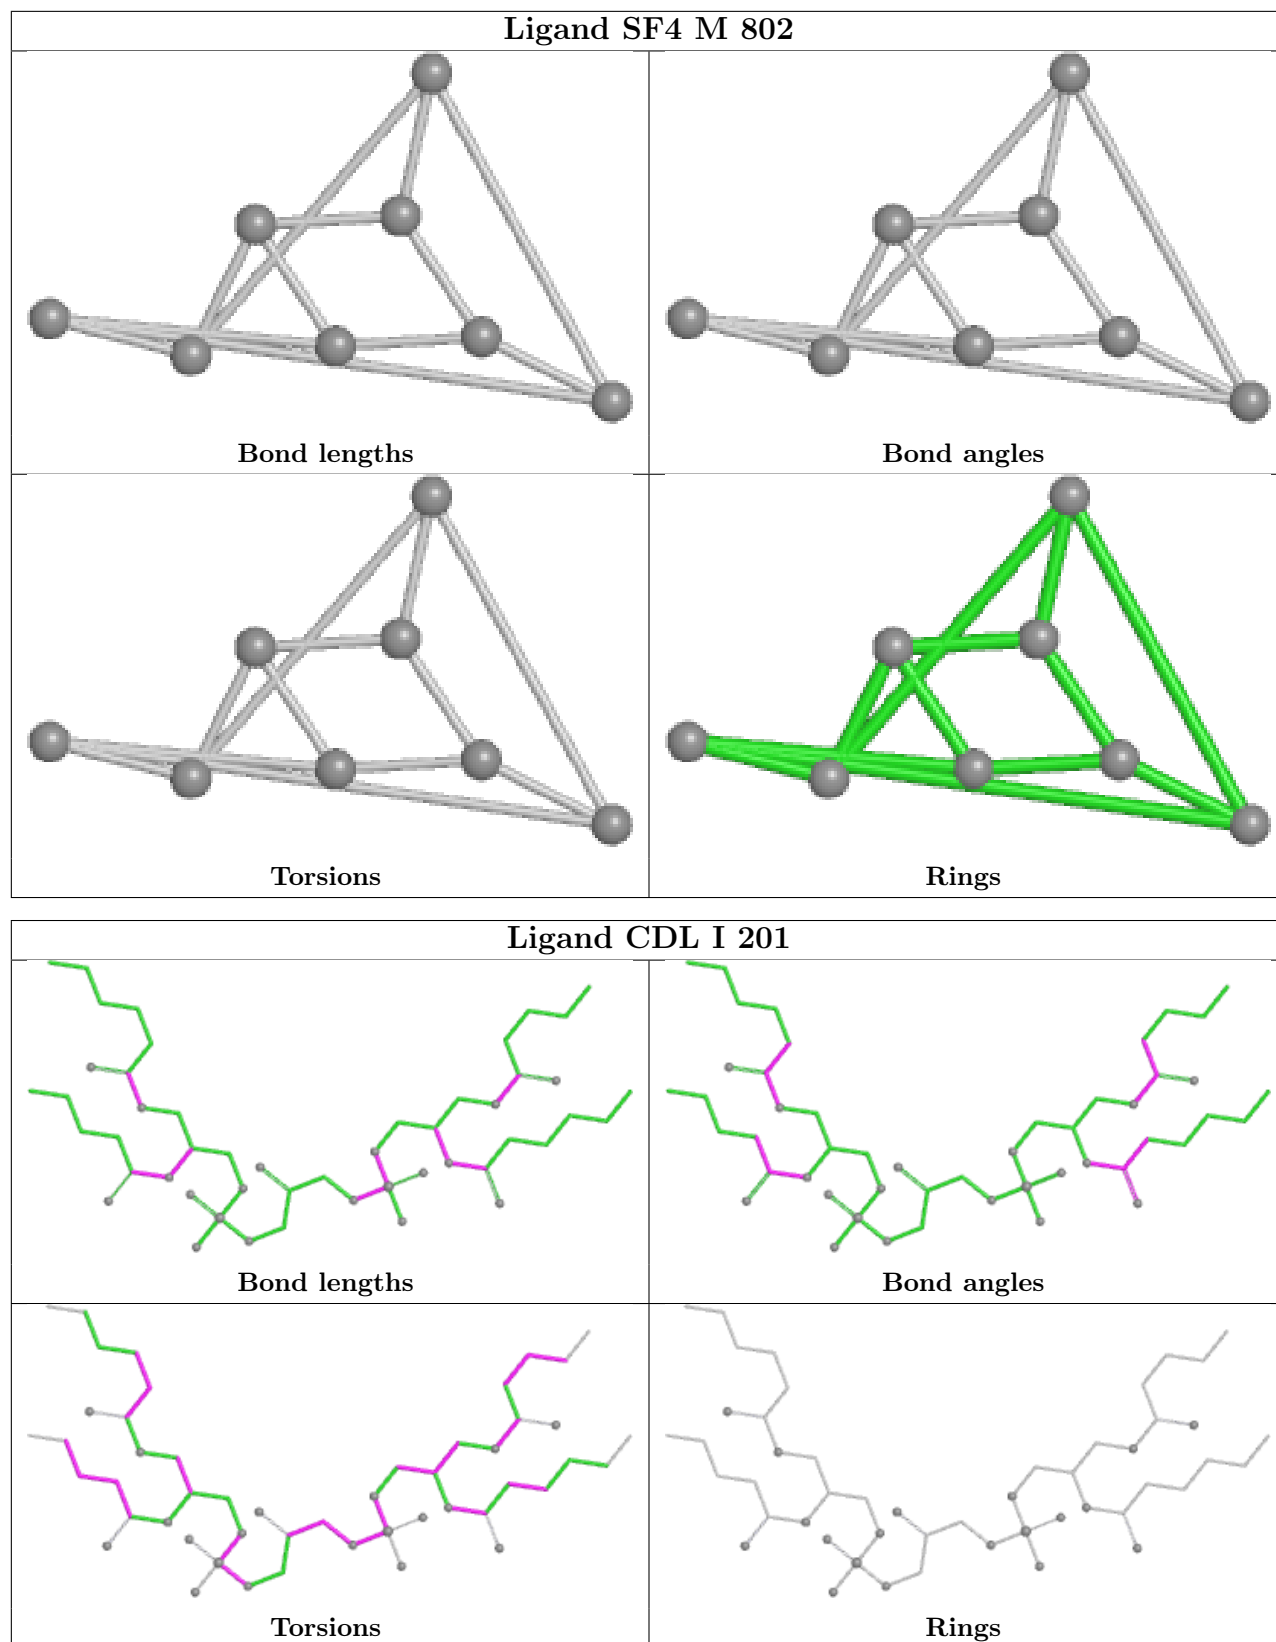 Ligand SF4 M 802
Bond lengths
Bond angles
Torsions
Rings
Ligand CDL I 201
Bond lengths
Bond angles
Torsions
Rings